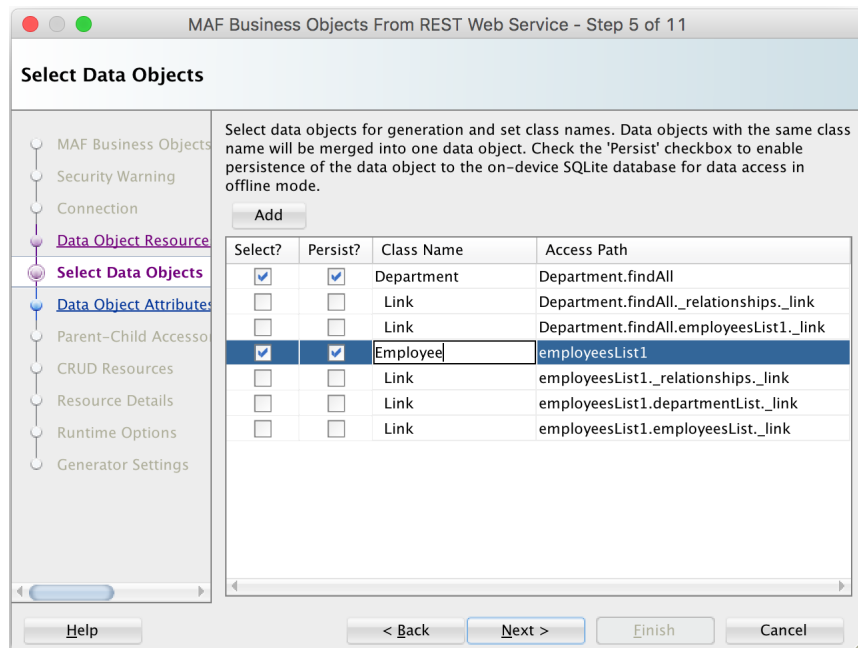 MAF Business Objects From REST Web Service - Step 5 of 11
Select Data Objects
MAF Business Objects
Security Warning
Connection
Data Object Resource
Select Data Objects
Data Object Attributes
Parent-Child Accesso
CRUD Resources
Resource Details
Runtime Options
Generator Settings
Select data objects for generation and set class names. Data objects with the same class
name will be merged into one data object. Check the 'Persist' checkbox to enable
persistence of the data object to the on-device SQLite database for data access in
offline mode.
Add
Select? Persist? Class Name Access Path
Department Department.findAll
Link Department.findAll._relationships._link
Link Department.findAll.employeesList1._link
Employee employeesList1
Link employeesList1._relationships._link
Link employeesList1.departmentList._link
Link employeesList1.employeesList._link
Help < Back Next > Finish Cancel